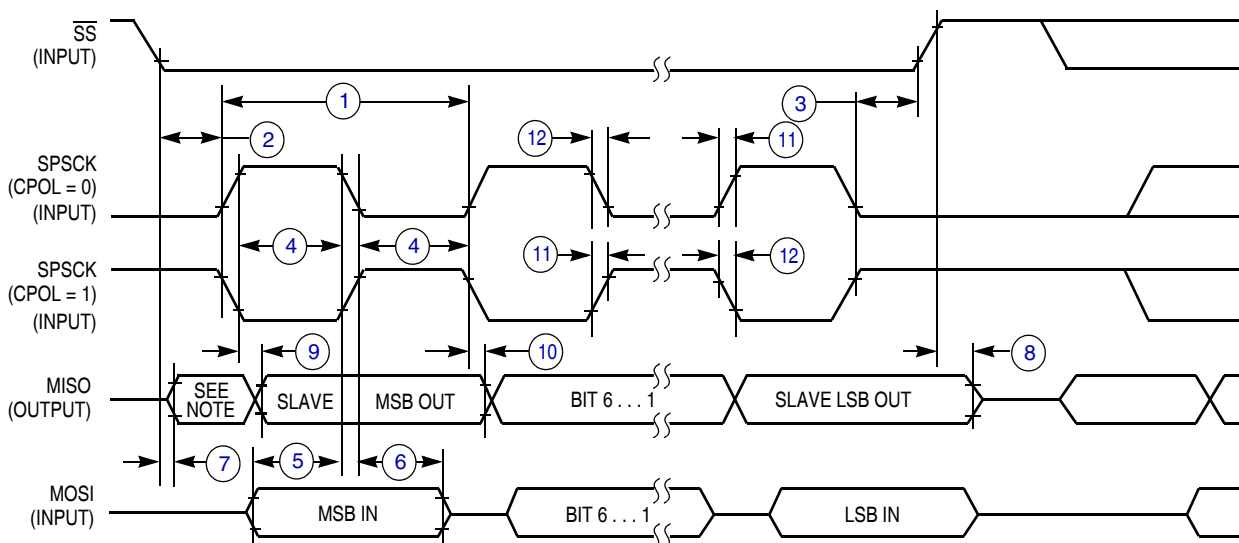 SS
(INPUT)
1
3
2
12
11
SPSCK
(CPOL = 0)
(INPUT)
4
4
11
12
SPSCK
(CPOL = 1)
(INPUT)
9
10
8
MISO
(OUTPUT)
SEE
NOTE
SLAVE
MSB OUT
BIT 6 . . . 1
SLAVE LSB OUT
7
5
6
MOSI
(INPUT)
MSB IN
BIT 6 . . . 1
LSB IN